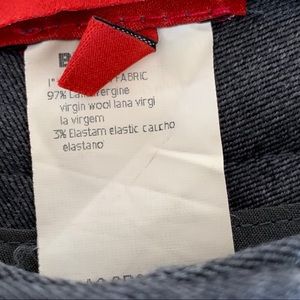 FABRIC
97% Lana vergine
virgin wool lana virgi
la virgem
3% Elastam elastic caucho
elastano